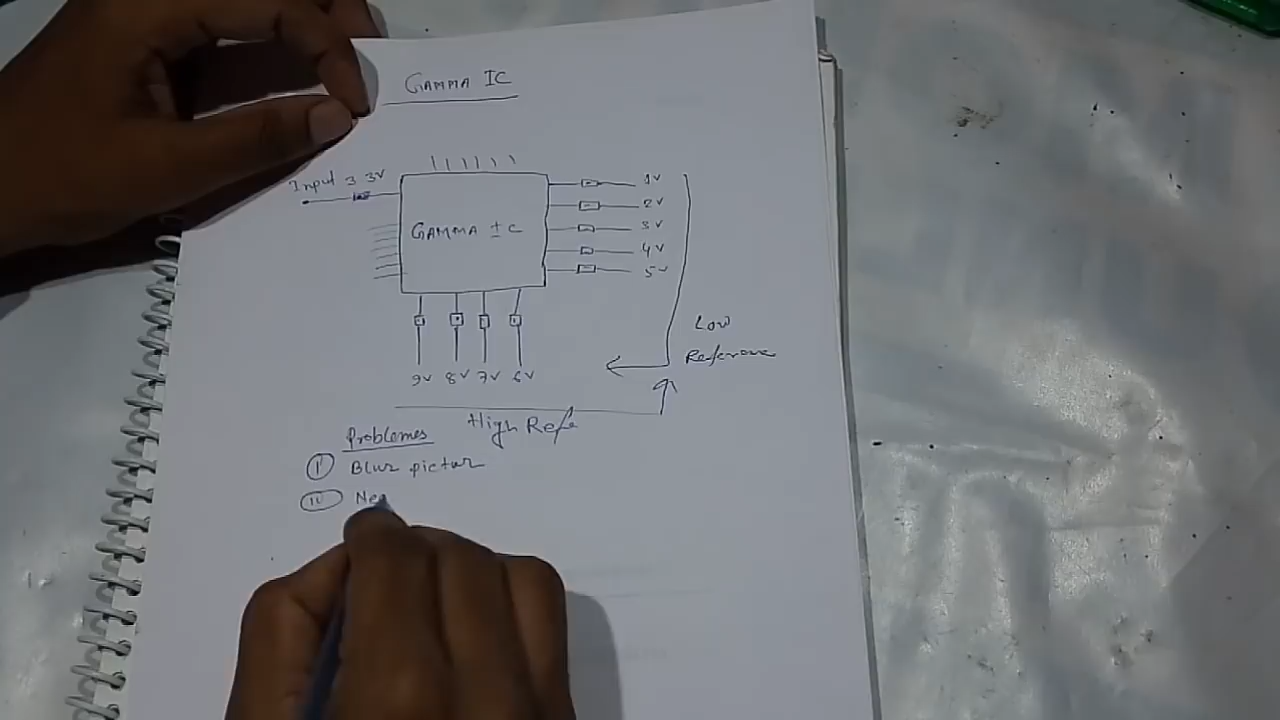 GAMMA IC
Input 3.3V
GAMMA IC
1V
2V
3V
4V
5V
9V 8V 7V 6V
Low
Reference
High Refe
Problemes
(i) Blur pictur
(ii) Ne